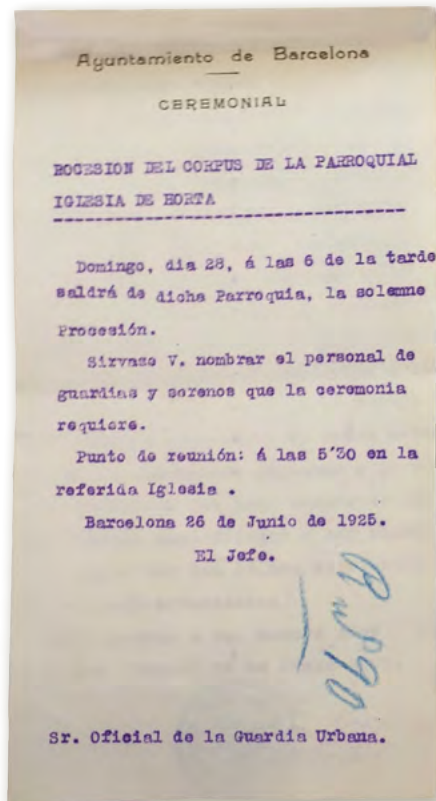 Ayuntamiento de Barcelona
CEREMONIAL
ROCESION DEL CORPUS DE LA PARROQUIAL
IGLESIA DE HORTA
Domingo, dia 28, á las 6 de la tarde
saldrá de dicha Parroquia, la solemne
Procesión.
Sirvase V. nombrar el personal de
guardias y serenos que la ceremonia
requiere.
Punto de reunión: á las 5'30 en la
referida Iglesia .
Barcelona 26 de Junio de 1925.
El Jefe.
Sr. Oficial de la Guardia Urbana.